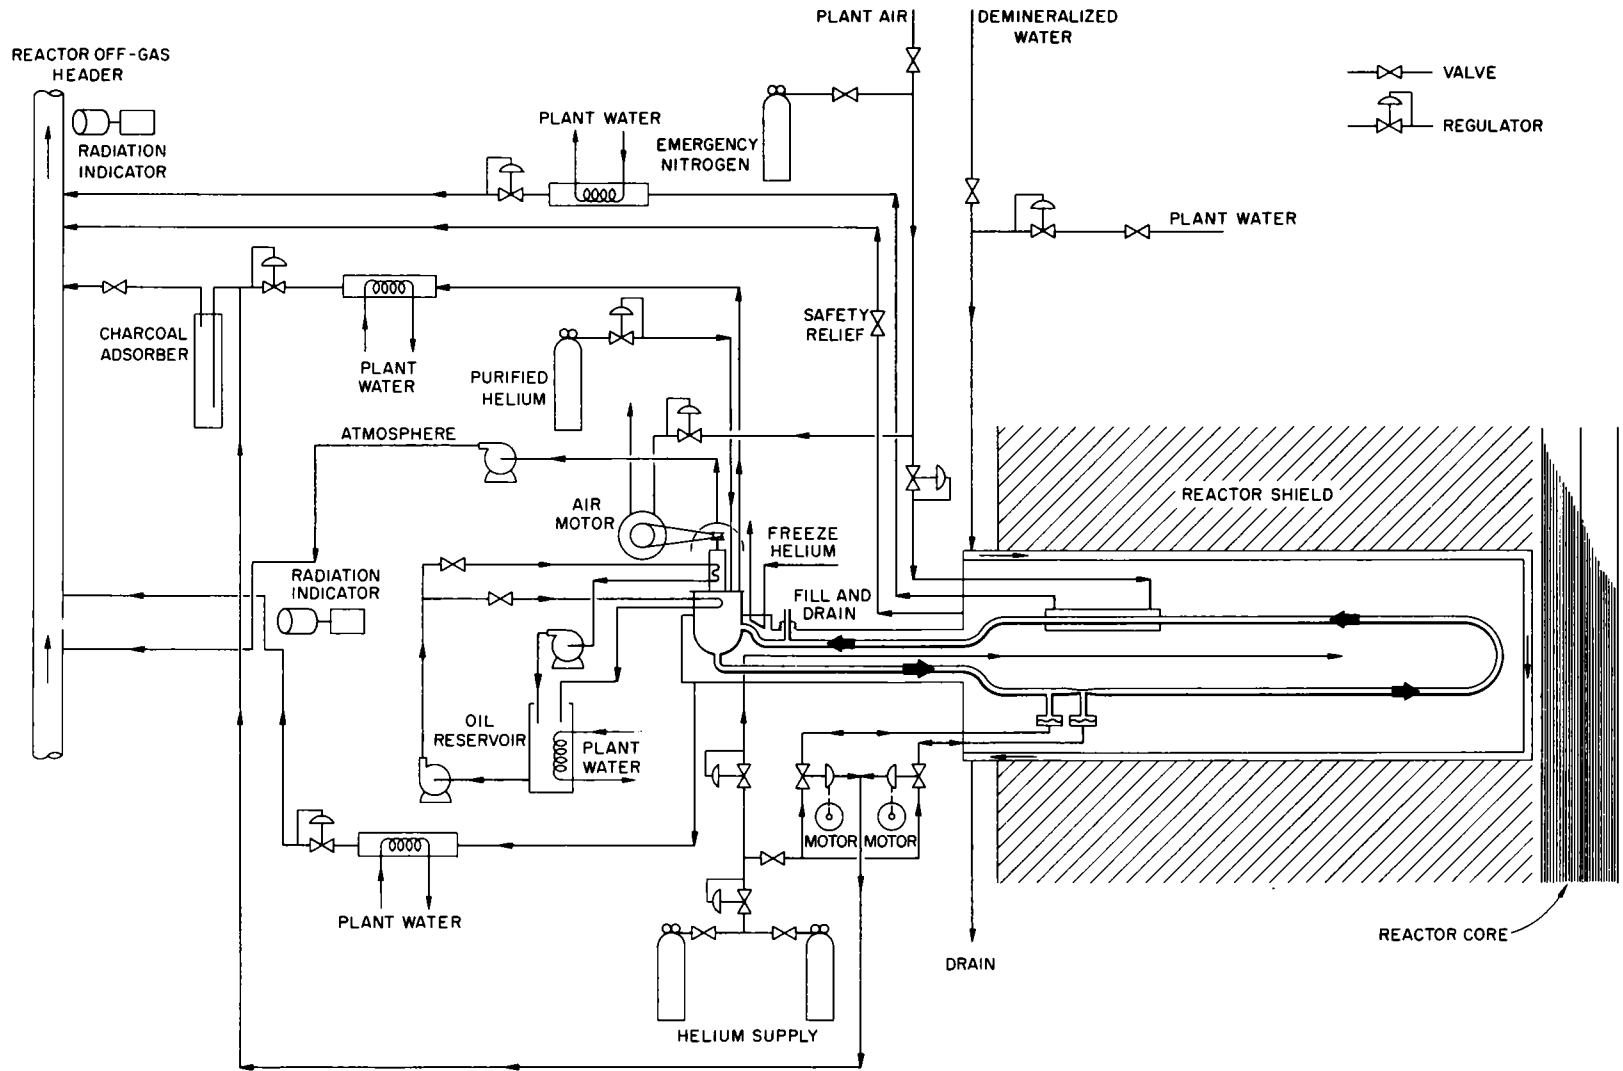 PLANT AIR
DEMINERALIZED
WATER
REACTOR OFF-GAS
HEADER
VALVE
REGULATOR
RADIATION
INDICATOR
PLANT WATER
EMERGENCY
NITROGEN
PLANT WATER
CHARCOAL
ADSORBER
PLANT
WATER
PURIFIED
HELIUM
SAFETY
RELIEF
ATMOSPHERE
AIR
MOTOR
FREEZE
HELIUM
REACTOR SHIELD
RADIATION
INDICATOR
FILL AND
DRAIN
OIL
RESERVOIR
PLANT
WATER
MOTOR
MOTOR
PLANT WATER
REACTOR CORE
DRAIN
HELIUM SUPPLY